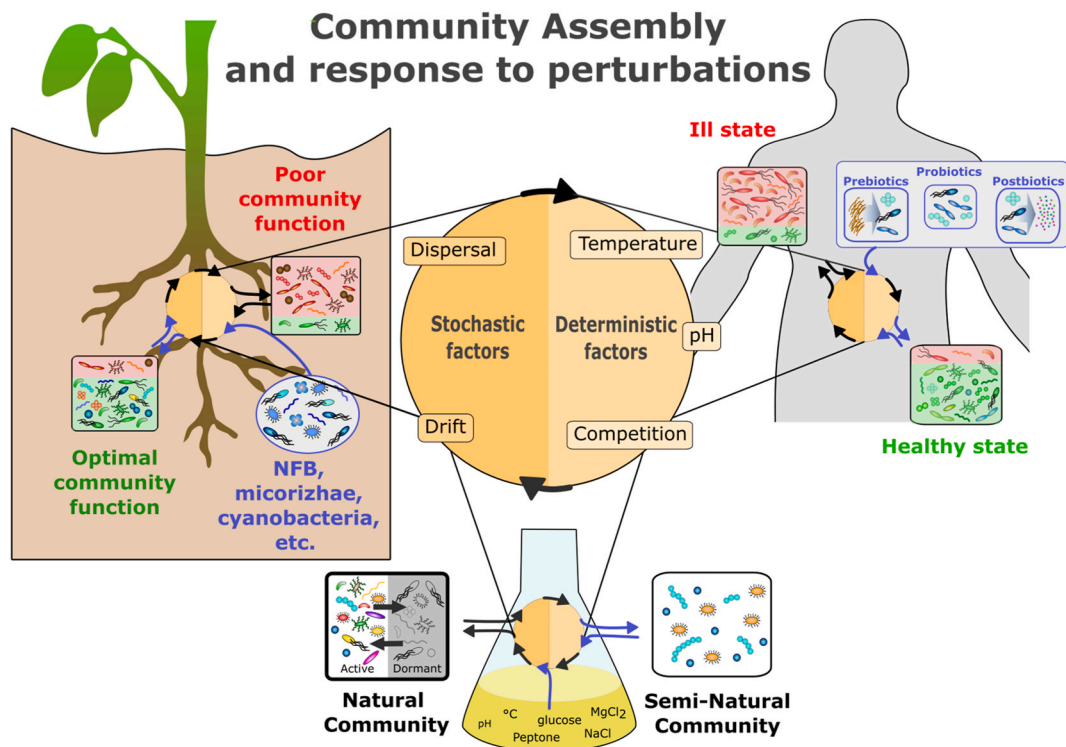 Community Assembly
and response to perturbations
Poor
community
function
Optimal
community
function
NFB,
micorizhae,
cyanobacteria,
etc.
Dispersal
Temperature
Stochastic
factors
Deterministic
factors
pH
Drift
Competition
Ill state
Prebiotics
Probiotics
Postbiotics
Healthy state
Active
Dormant
Natural
Community
pH
°C
glucose
MgCl2
Peptone
NaCl
Semi-Natural
Community